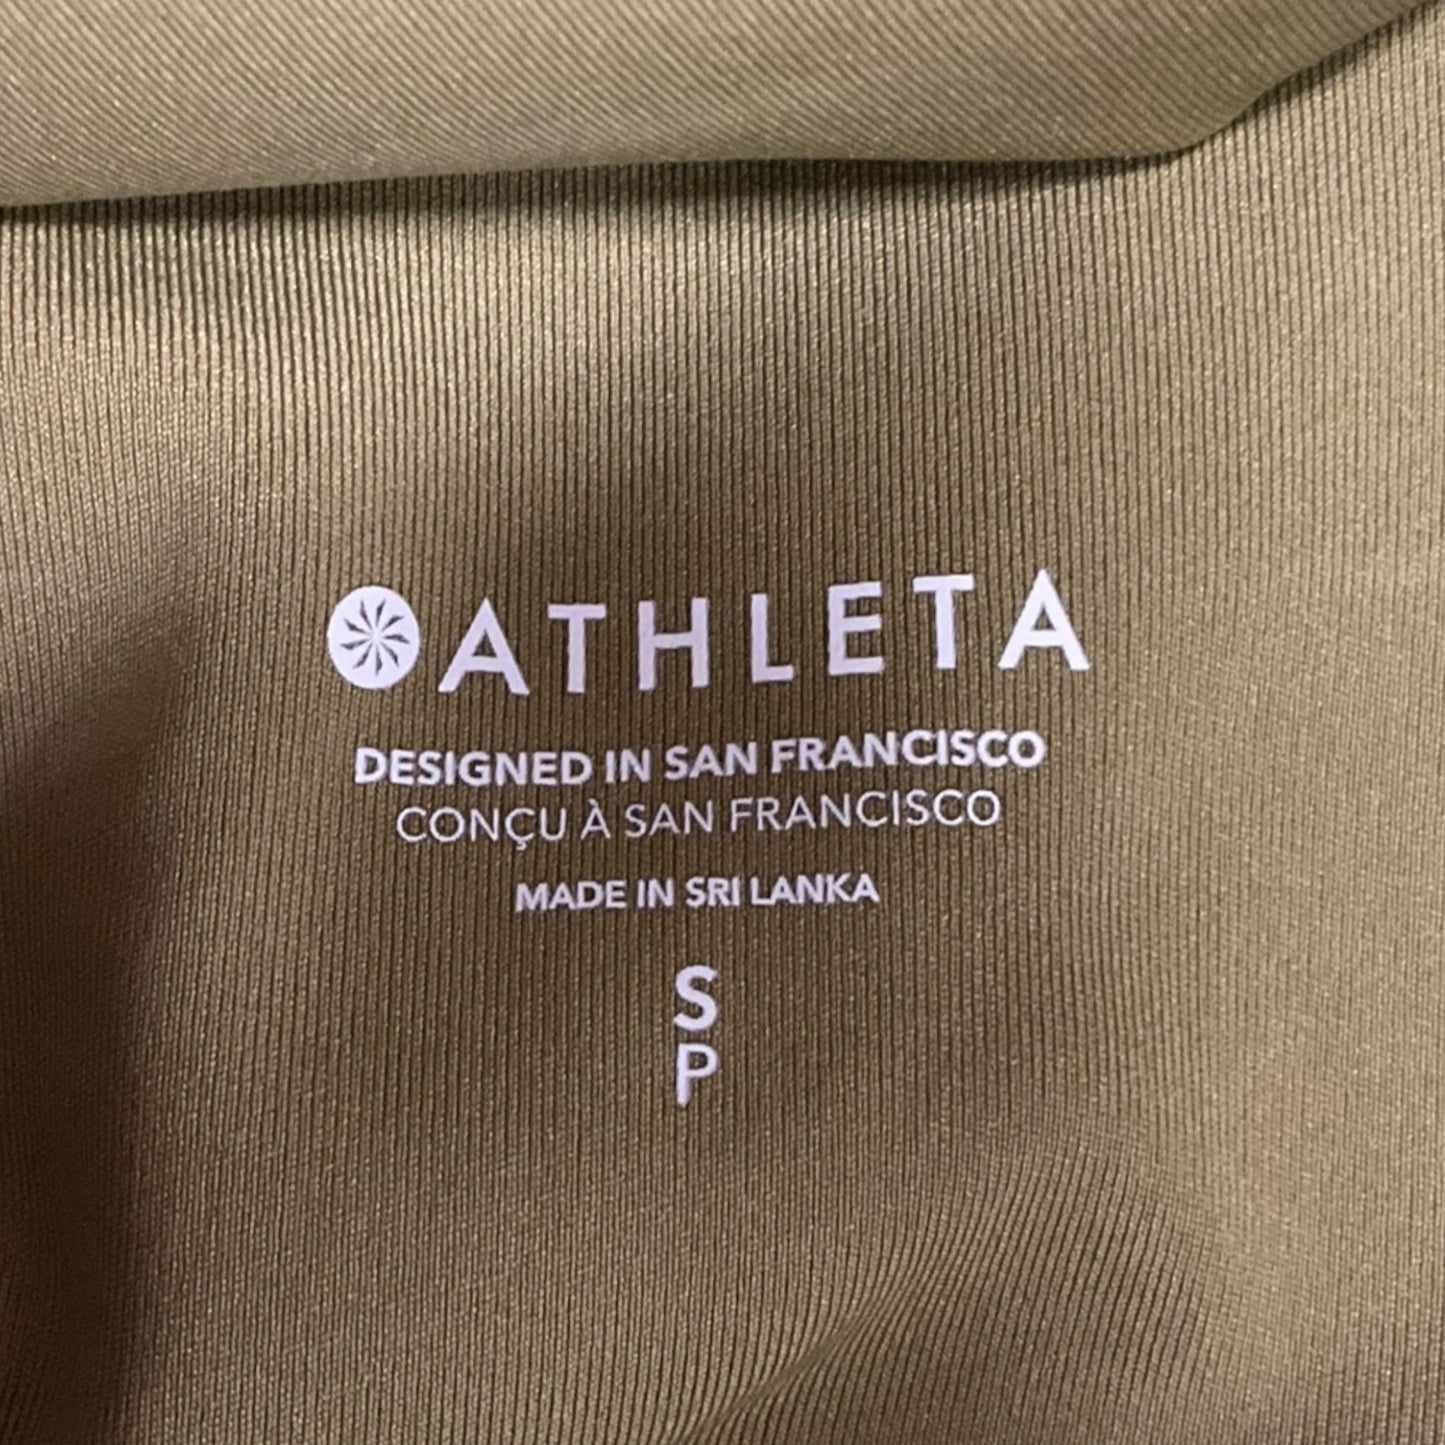 ATHLETA
DESIGNED IN SAN FRANCISCO
CONÇU À SAN FRANCISCO
MADE IN SRI LANKA
S
P